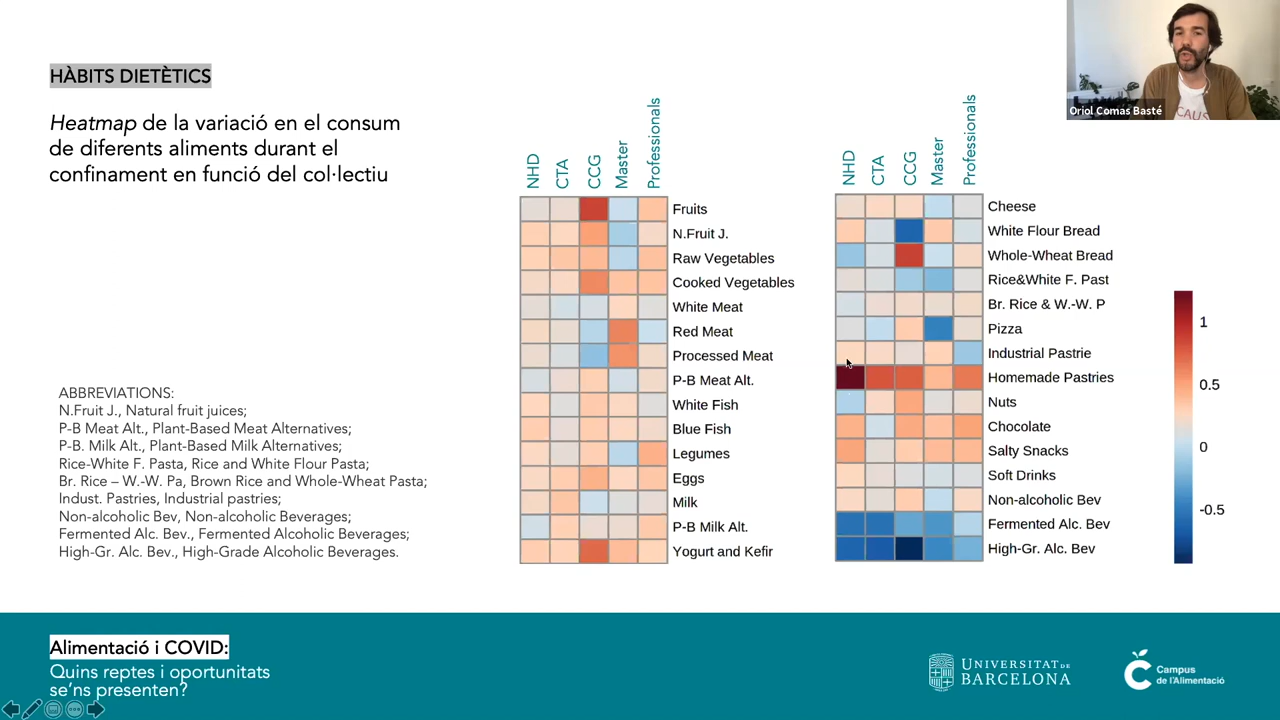 HÀBITS DIETÈTICS
Heatmap de la variació en el consum
de diferents aliments durant el
confinament en funció del col·lectiu
ABBREVIATIONS:
N.Fruit J., Natural fruit juices;
P-B Meat Alt., Plant-Based Meat Alternatives;
P-B. Milk Alt., Plant-Based Milk Alternatives;
Rice-White F. Pasta, Rice and White Flour Pasta;
Br. Rice – W.-W. Pa, Brown Rice and Whole-Wheat Pasta;
Indust. Pastries, Industrial pastries;
Non-alcoholic Bev, Non-alcoholic Beverages;
Fermented Alc. Bev., Fermented Alcoholic Beverages;
High-Gr. Alc. Bev., High-Grade Alcoholic Beverages.
NHD
CTA
CCG
Master
Professionals
Fruits
N.Fruit J.
Raw Vegetables
Cooked Vegetables
White Meat
Red Meat
Processed Meat
P-B Meat Alt.
White Fish
Blue Fish
Legumes
Eggs
Milk
P-B Milk Alt.
Yogurt and Kefir
NHD
CTA
CCG
Master
Professionals
Cheese
White Flour Bread
Whole-Wheat Bread
Rice&White F. Past
Br. Rice & W.-W. P
Pizza
Industrial Pastrie
Homemade Pastries
Nuts
Chocolate
Salty Snacks
Soft Drinks
Non-alcoholic Bev
Fermented Alc. Bev
High-Gr. Alc. Bev
1
0.5
0
-0.5
Oriol Comas Basté
CAUS
Alimentació i COVID:
Quins reptes i oportunitats
se'ns presenten?
UNIVERSITAT DE
BARCELONA
Campus
de l'Alimentació